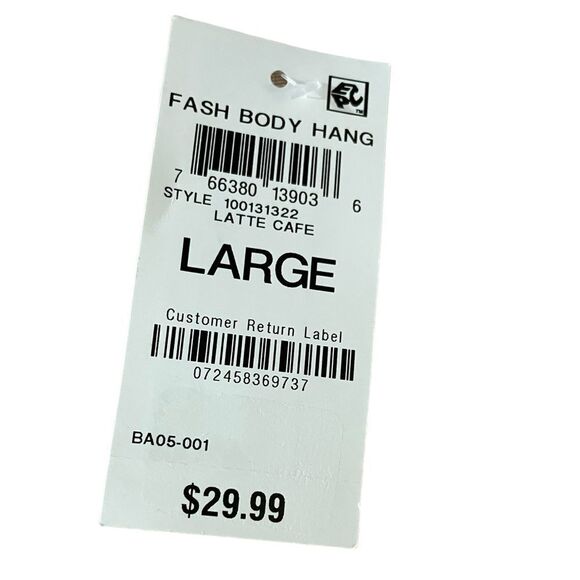 FASH BODY HANG
7 66380 13903 6
STYLE 100131322
LATTE CAFE
LARGE
Customer Return Label
072458369737
BA05-001
$29.99